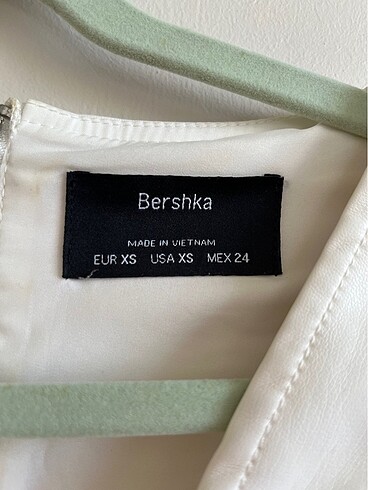 Bershka
MADE IN VIETNAM
EUR XS USA XS MEX 24